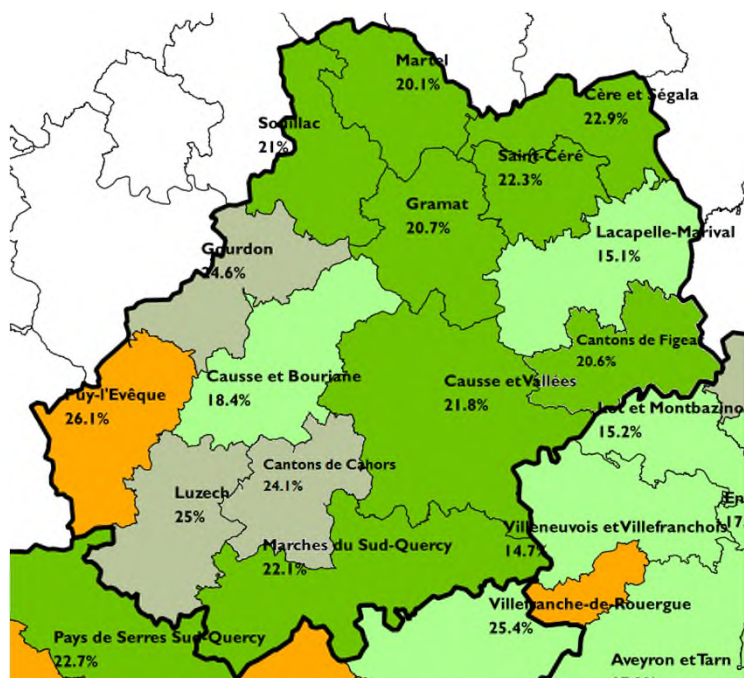 Martel
20.1%
Cère et Ségala
22.9%
Souillac
21%
Saint-Céré
22.3%
Gramat
20.7%
Lacapelle-Marival
15.1%
Gourdon
24.6%
Cantons de Figea
20.6%
Causse et Bouriane
18.4%
Causse et Vallées
21.8%
Puy-l'Evêque
26.1%
Lot et Montbazino
15.2%
Cantons de Cahors
24.1%
Luzech
25%
En
17.
Villeneuvois et Villefranchois
14.7%
Marches du Sud-Quercy
22.1%
Villefranche-de-Rouergue
25.4%
Pays de Serres Sud-Quercy
22.7%
Aveyron et Tarn